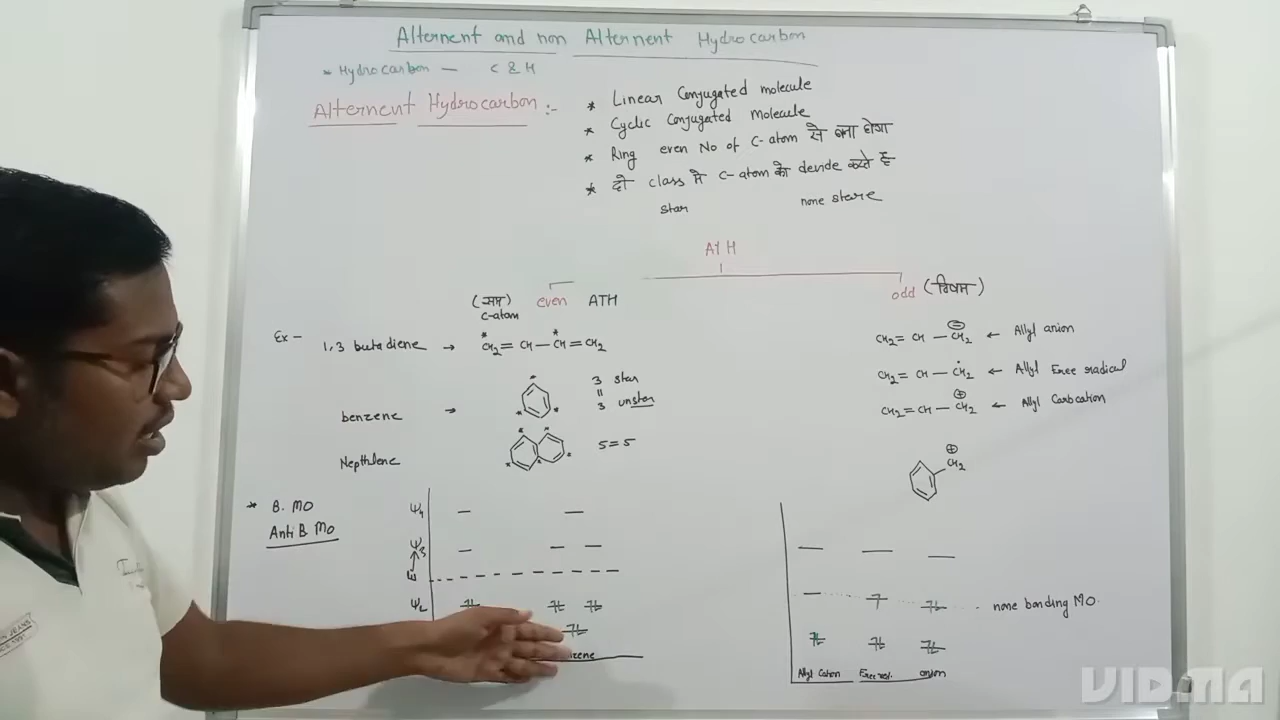 Alternent and non Alternent Hydrocarbon
* Hydrocarbon — C & H
Alternent Hydrocarbon :-
* Linear Conjugated molecule
* Cyclic Conjugated Molecule
* Ring even No of C-atom से बना होगा
* दो class मे C-atom को devide करते है
star none stare
ATH
(सम) even ATH
C-atom
odd (विषम)
Ex - 1,3 butadiene → CH2 = CH — CH = CH2
* *
CH2 = CH — CH2 ← Allyl anion
CH2 = CH — CH2 ← Allyl Free radical
CH2 = CH — CH2 ← Allyl Carbcation
benzene →
3 star
=
3 unstar
Nepthlene
5 = 5
CH2
* B. MO
Anti B MO
Ψ4
Ψ3
E
Ψ2
none bonding MO.
Allyl Cation Free rad. anion
VID.MA